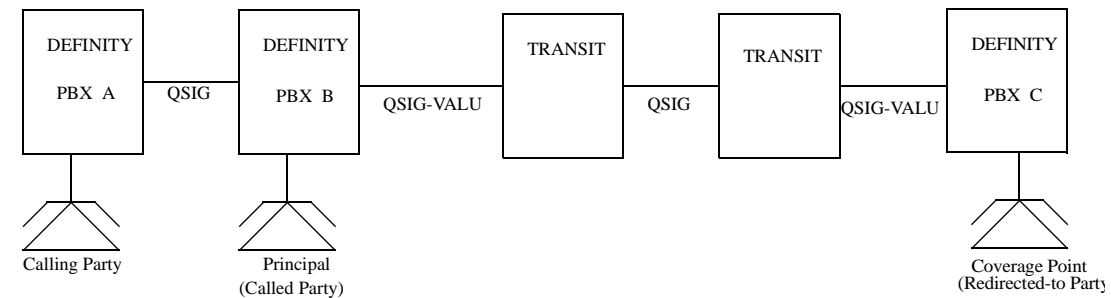 DEFINITY
PBX A
QSIG
DEFINITY
PBX B
QSIG-VALU
TRANSIT
QSIG
TRANSIT
QSIG-VALU
DEFINITY
PBX C
Calling Party
Principal
(Called Party)
Coverage Point
(Redirected-to Party